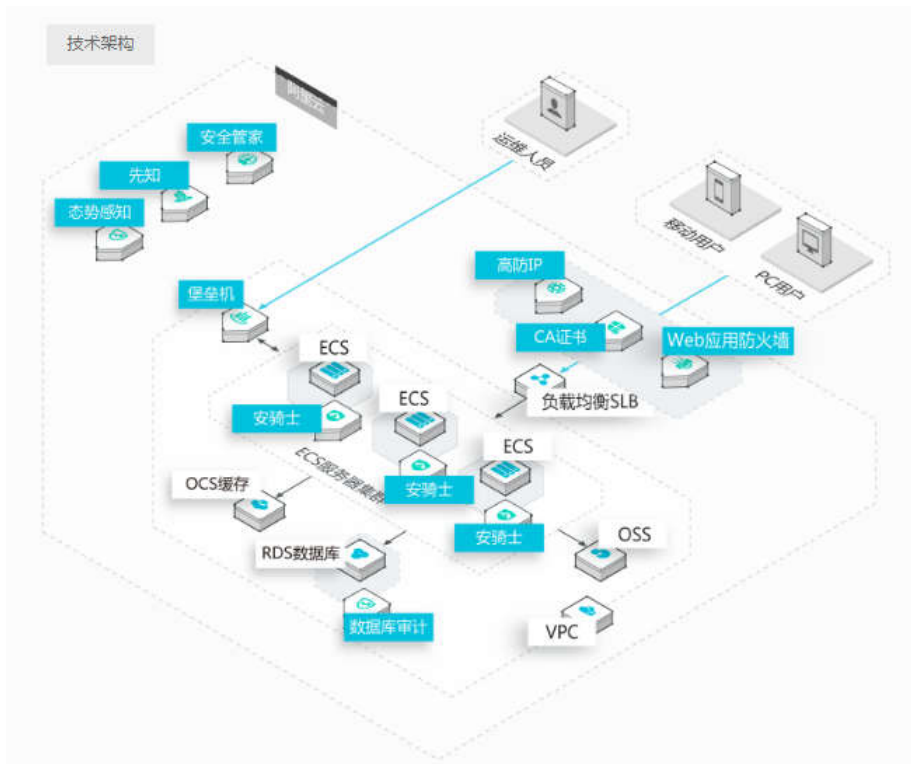 技术架构
阿里云
运维人员
安全管家
先知
态势感知
移动用户
PC用户
高防IP
堡垒机
CA证书
Web应用防火墙
ECS
负载均衡SLB
ECS
安骑士
ECS
ECS服务器集群
OCS缓存
安骑士
安骑士
OSS
RDS数据库
数据库审计
VPC